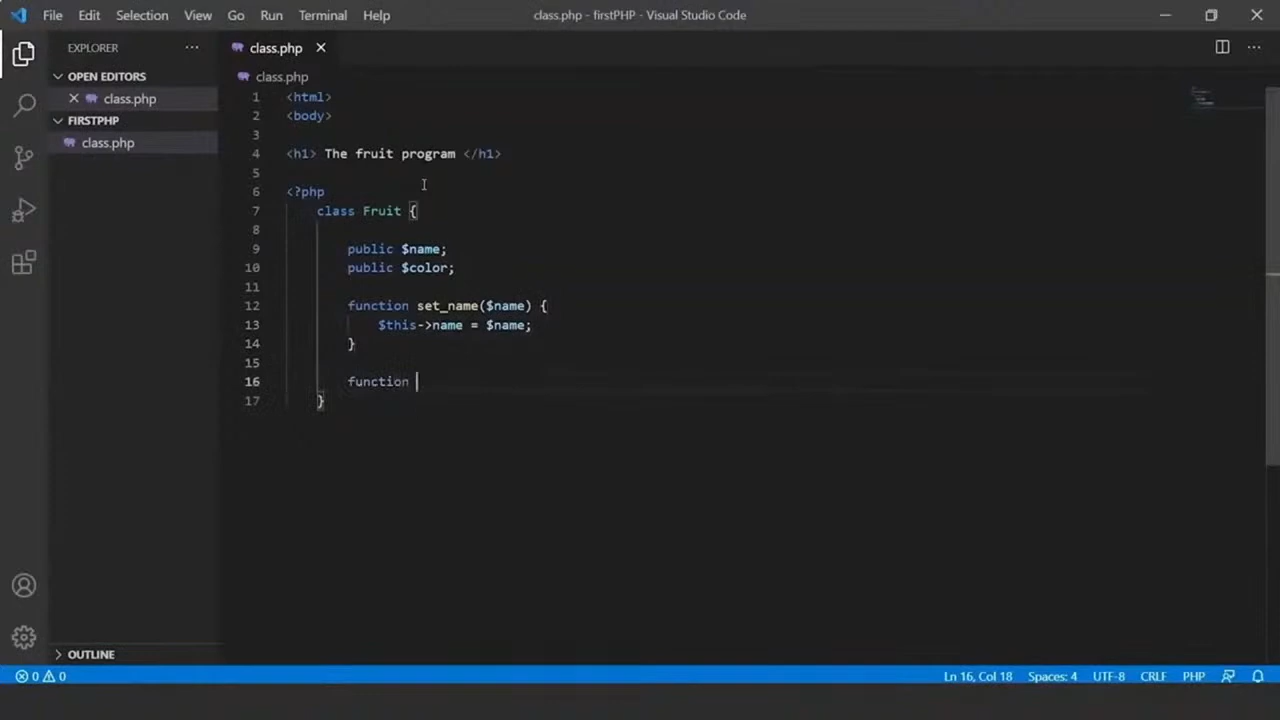 File Edit Selection View Go Run Terminal Help class.php - firstPHP - Visual Studio Code
EXPLORER ··· class.php
OPEN EDITORS
class.php
FIRSTPHP
class.php
class.php
1 <html>
2 <body>
3
4 <h1> The fruit program </h1>
5
6 <?php
7 class Fruit {
8
9 public $name;
10 public $color;
11
12 function set_name($name) {
13 $this->name = $name;
14 }
15
16 function
17 }
OUTLINE
0 0 Ln 16, Col 18 Spaces: 4 UTF-8 CRLF PHP